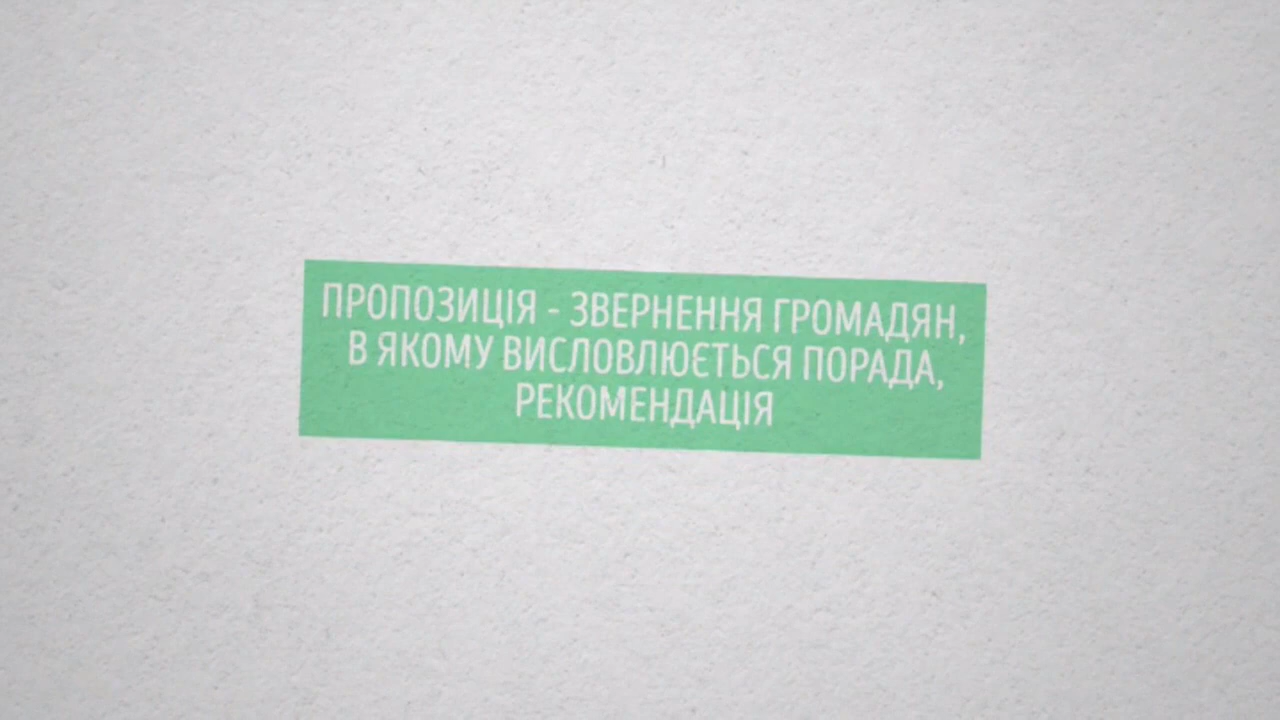 ПРОПОЗИЦІЯ - ЗВЕРНЕННЯ ГРОМАДЯН,
В ЯКОМУ ВИСЛОВЛЮЄТЬСЯ ПОРАДА,
РЕКОМЕНДАЦІЯ